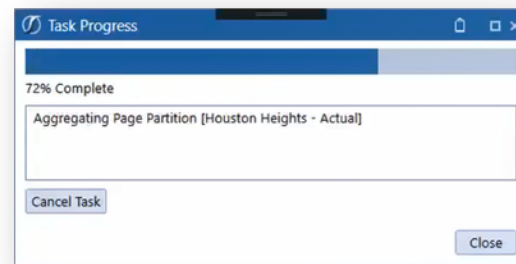 Task Progress
72% Complete
Aggregating Page Partition [Houston Heights - Actual]
Cancel Task
Close